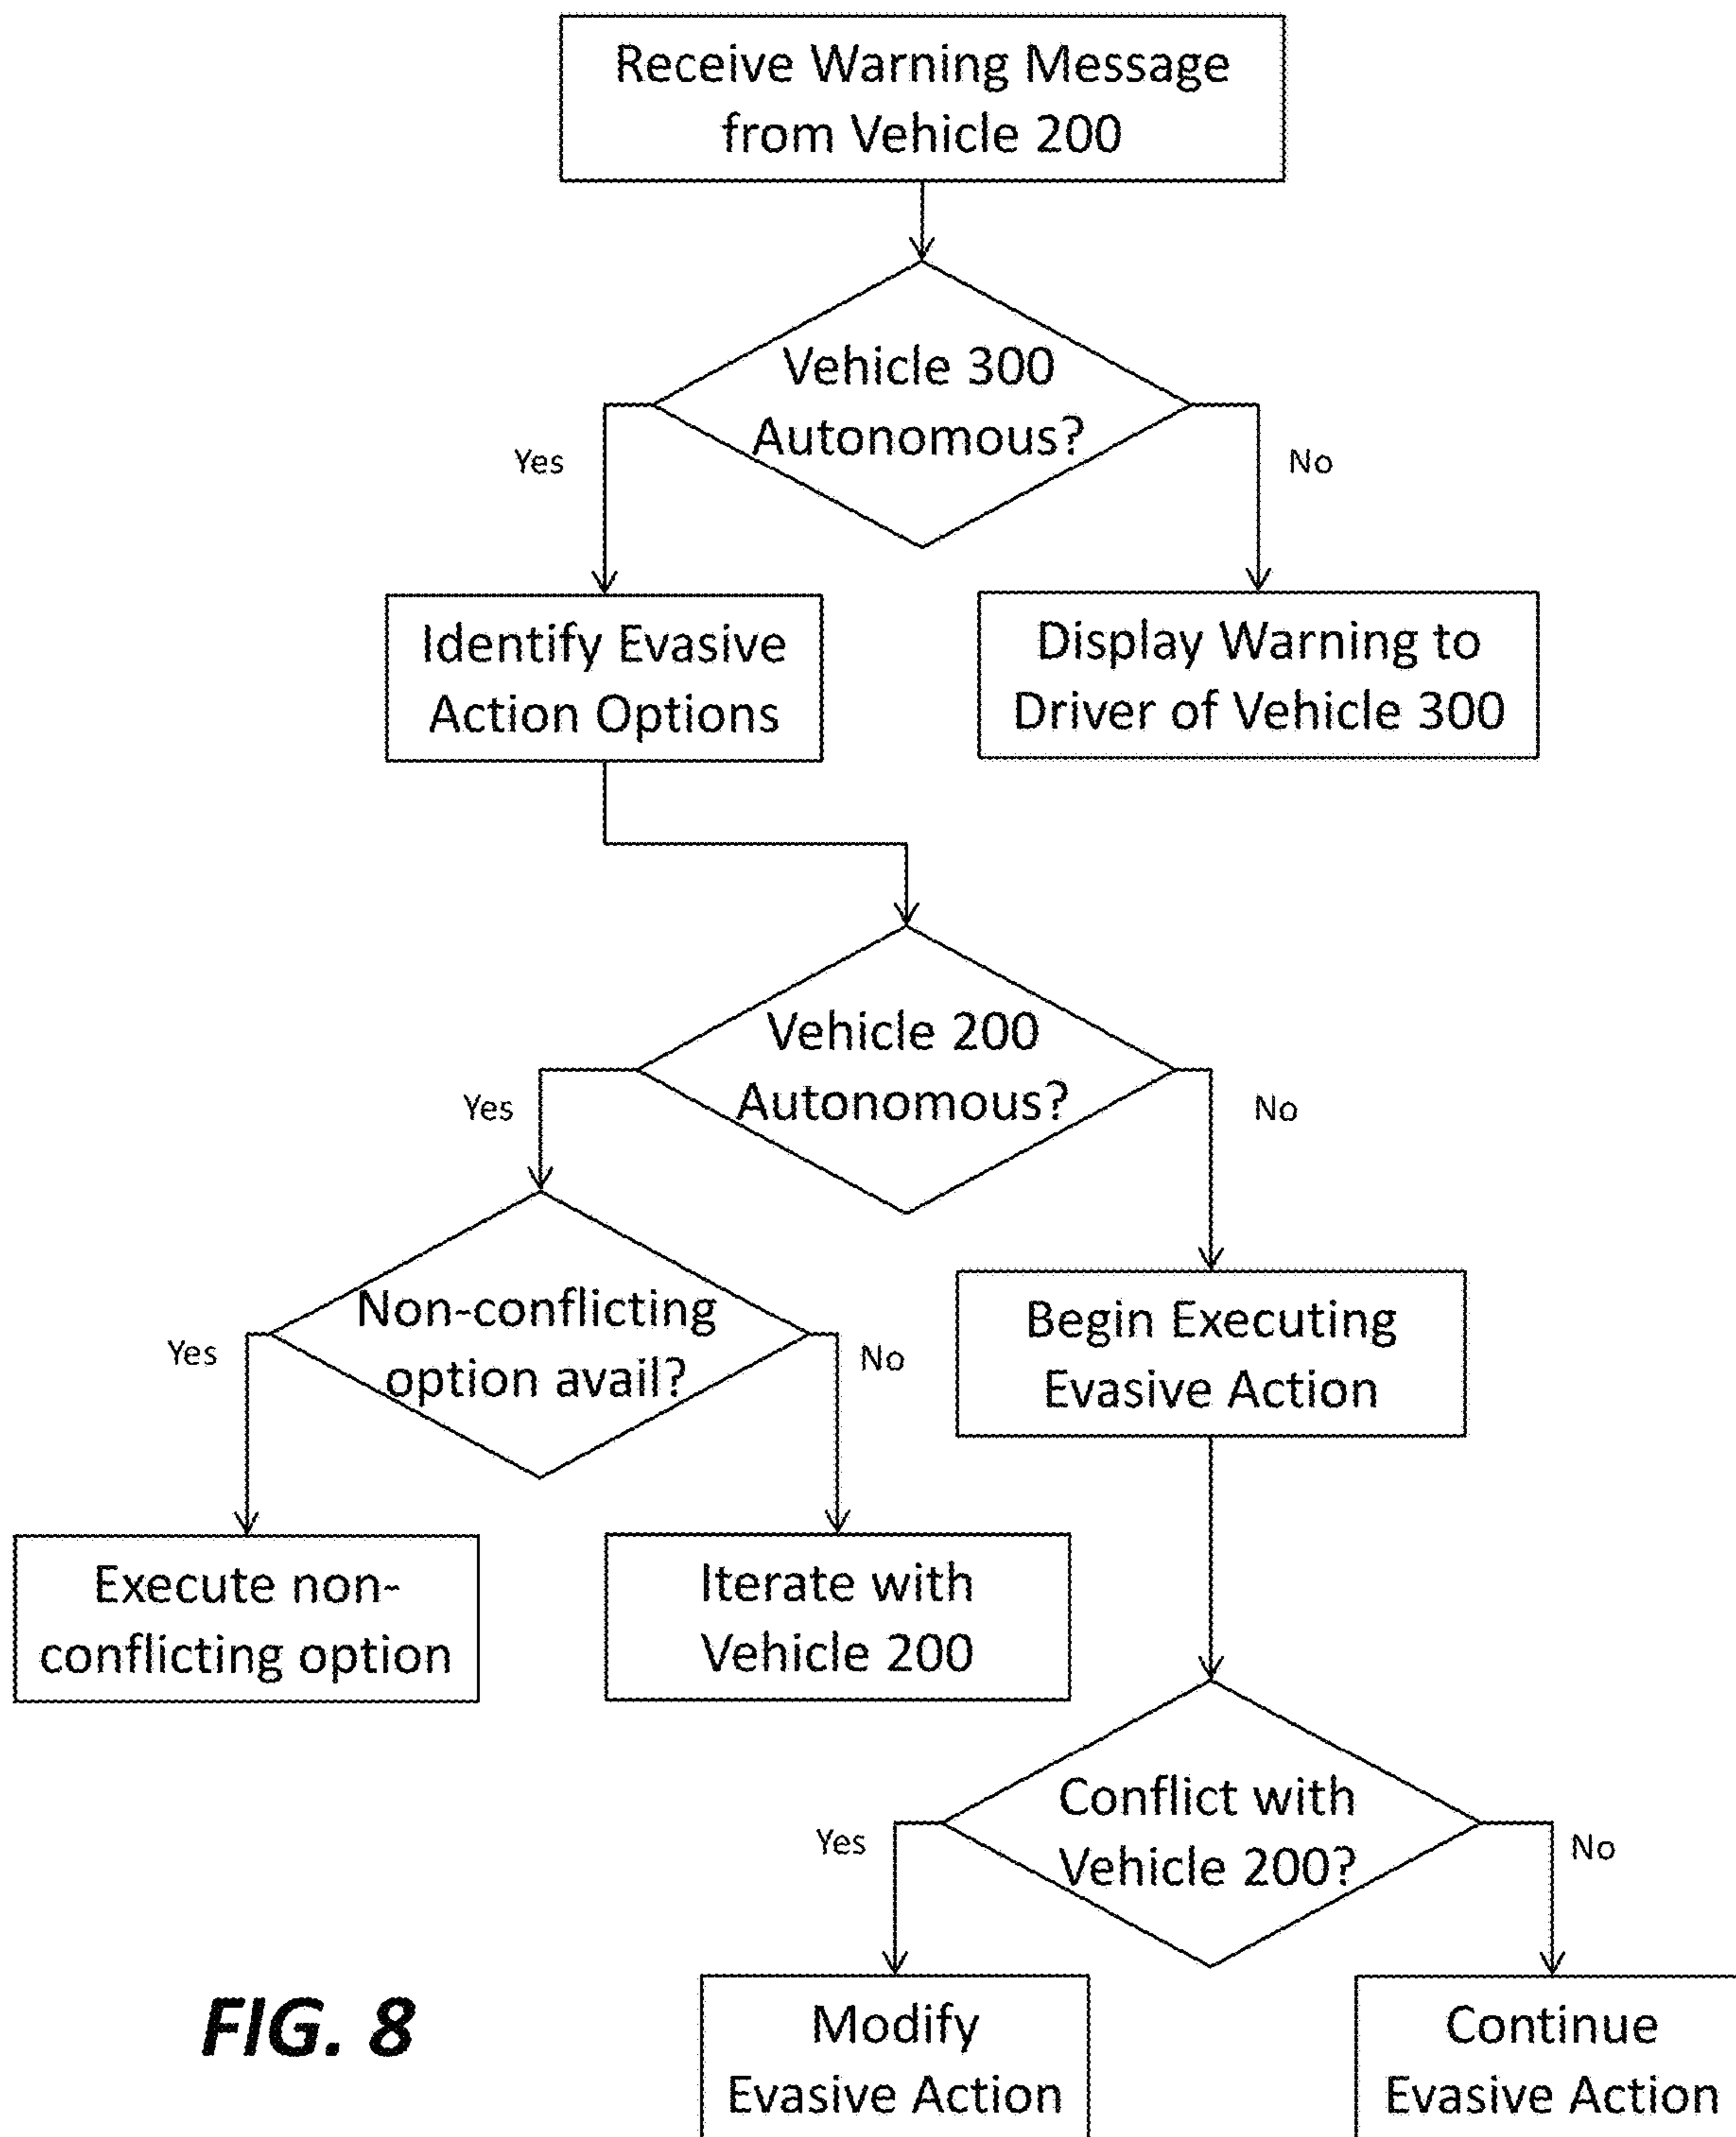 Receive Warning Message
from Vehicle 200
Vehicle 300
Autonomous?
Yes
No
Identify Evasive
Action Options
Display Warning to
Driver of Vehicle 300
Vehicle 200
Autonomous?
Yes
No
Non-conflicting
option avail?
Yes
No
Begin Executing
Evasive Action
Execute non-
conflicting option
Iterate with
Vehicle 200
Conflict with
Vehicle 200?
Yes
No
Modify
Evasive Action
Continue
Evasive Action
FIG. 8